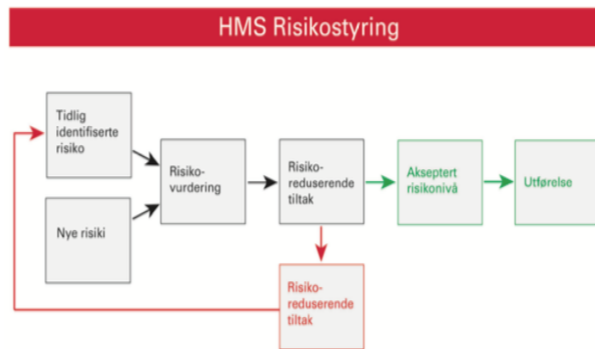 HMS Risikostyring
Tidlig
identifiserte
risiko
Nye risiki
Risiko-
vurdering
Risiko-
reduserende
tiltak
Akseptert
risikonivå
Utførelse
Risiko-
reduserende
tiltak